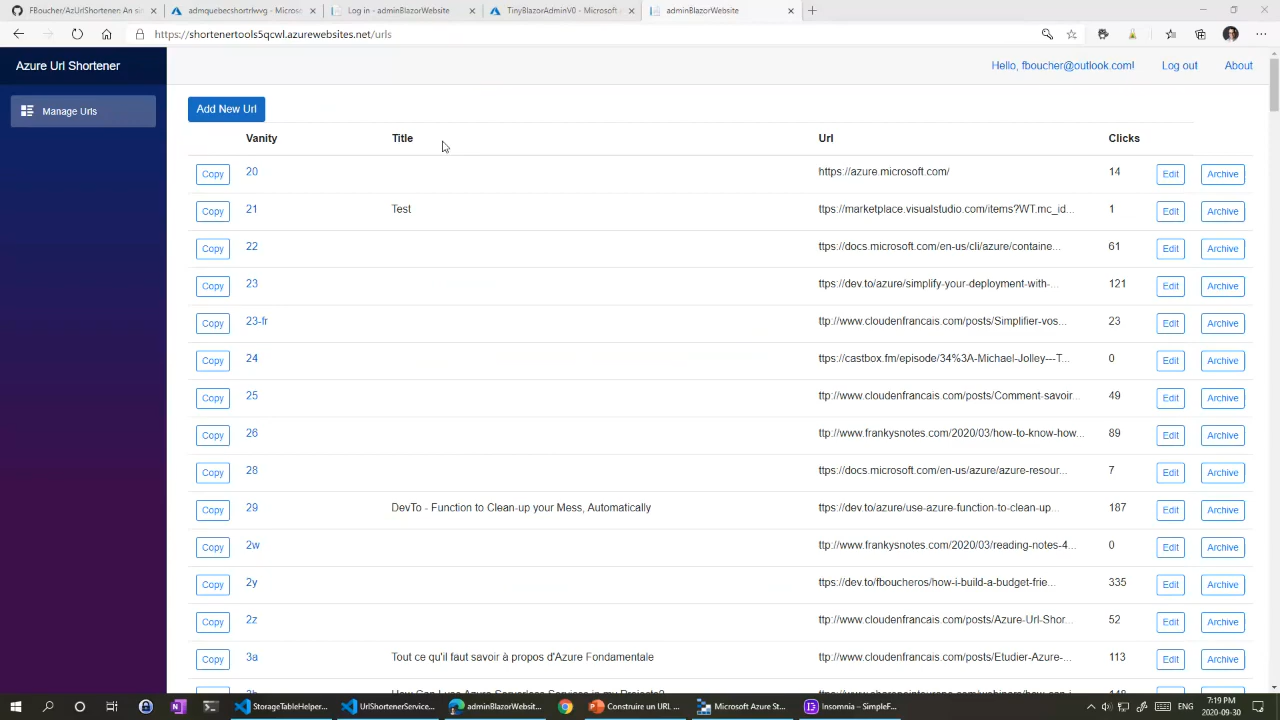 FBoucher/AzUrlShortener An si
admquebecshortrlwvg - Micros
Log in - adminBlazorWebsite
TinyBlazorAdminV0 - Microsoft
adminBlazorWebsite
https://shortenertools5qcwl.azurewebsites.net/urls
Azure Url Shortener
Hello, fboucher@outlook.com! Log out About
Manage Urls
Add New Url
Vanity Title Url Clicks
Copy 20 https://azure.microsoft.com/ 14 Edit Archive
Copy 21 Test ttps://marketplace.visualstudio.com/items?WT.mc_id... 1 Edit Archive
Copy 22 ttps://docs.microsoft.com/en-us/cli/azure/containe... 61 Edit Archive
Copy 23 ttps://dev.to/azure/simplify-your-deployment-with-... 121 Edit Archive
Copy 23-fr ttp://www.cloudenfrancais.com/posts/Simplifier-vos... 23 Edit Archive
Copy 24 ttps://castbox.fm/episode/34%3A-Michael-Jolley---T... 0 Edit Archive
Copy 25 ttp://www.cloudenfrancais.com/posts/Comment-savoir... 49 Edit Archive
Copy 26 ttp://www.frankysnotes.com/2020/03/how-to-know-how... 89 Edit Archive
Copy 28 ttps://docs.microsoft.com/en-us/azure/azure-resour... 7 Edit Archive
Copy 29 DevTo - Function to Clean-up your Mess, Automatically ttps://dev.to/azure/use-azure-function-to-clean-up... 187 Edit Archive
Copy 2w ttp://www.frankysnotes.com/2020/03/reading-notes-4... 0 Edit Archive
Copy 2y ttps://dev.to/fboucheros/how-i-build-a-budget-frie... 335 Edit Archive
Copy 2z ttp://www.cloudenfrancais.com/posts/Azure-Url-Shor... 52 Edit Archive
Copy 3a Tout ce qu'il faut savoir à propos d'Azure Fondamentale ttp://www.cloudenfrancais.com/posts/Etudier-Azure-... 113 Edit Archive
StorageTableHelper... UrlShortenerService... adminBlazorWebsit... Construire un URL ... Microsoft Azure St... Insomnia – SimpleF... ENG 7:19 PM
2020-09-30